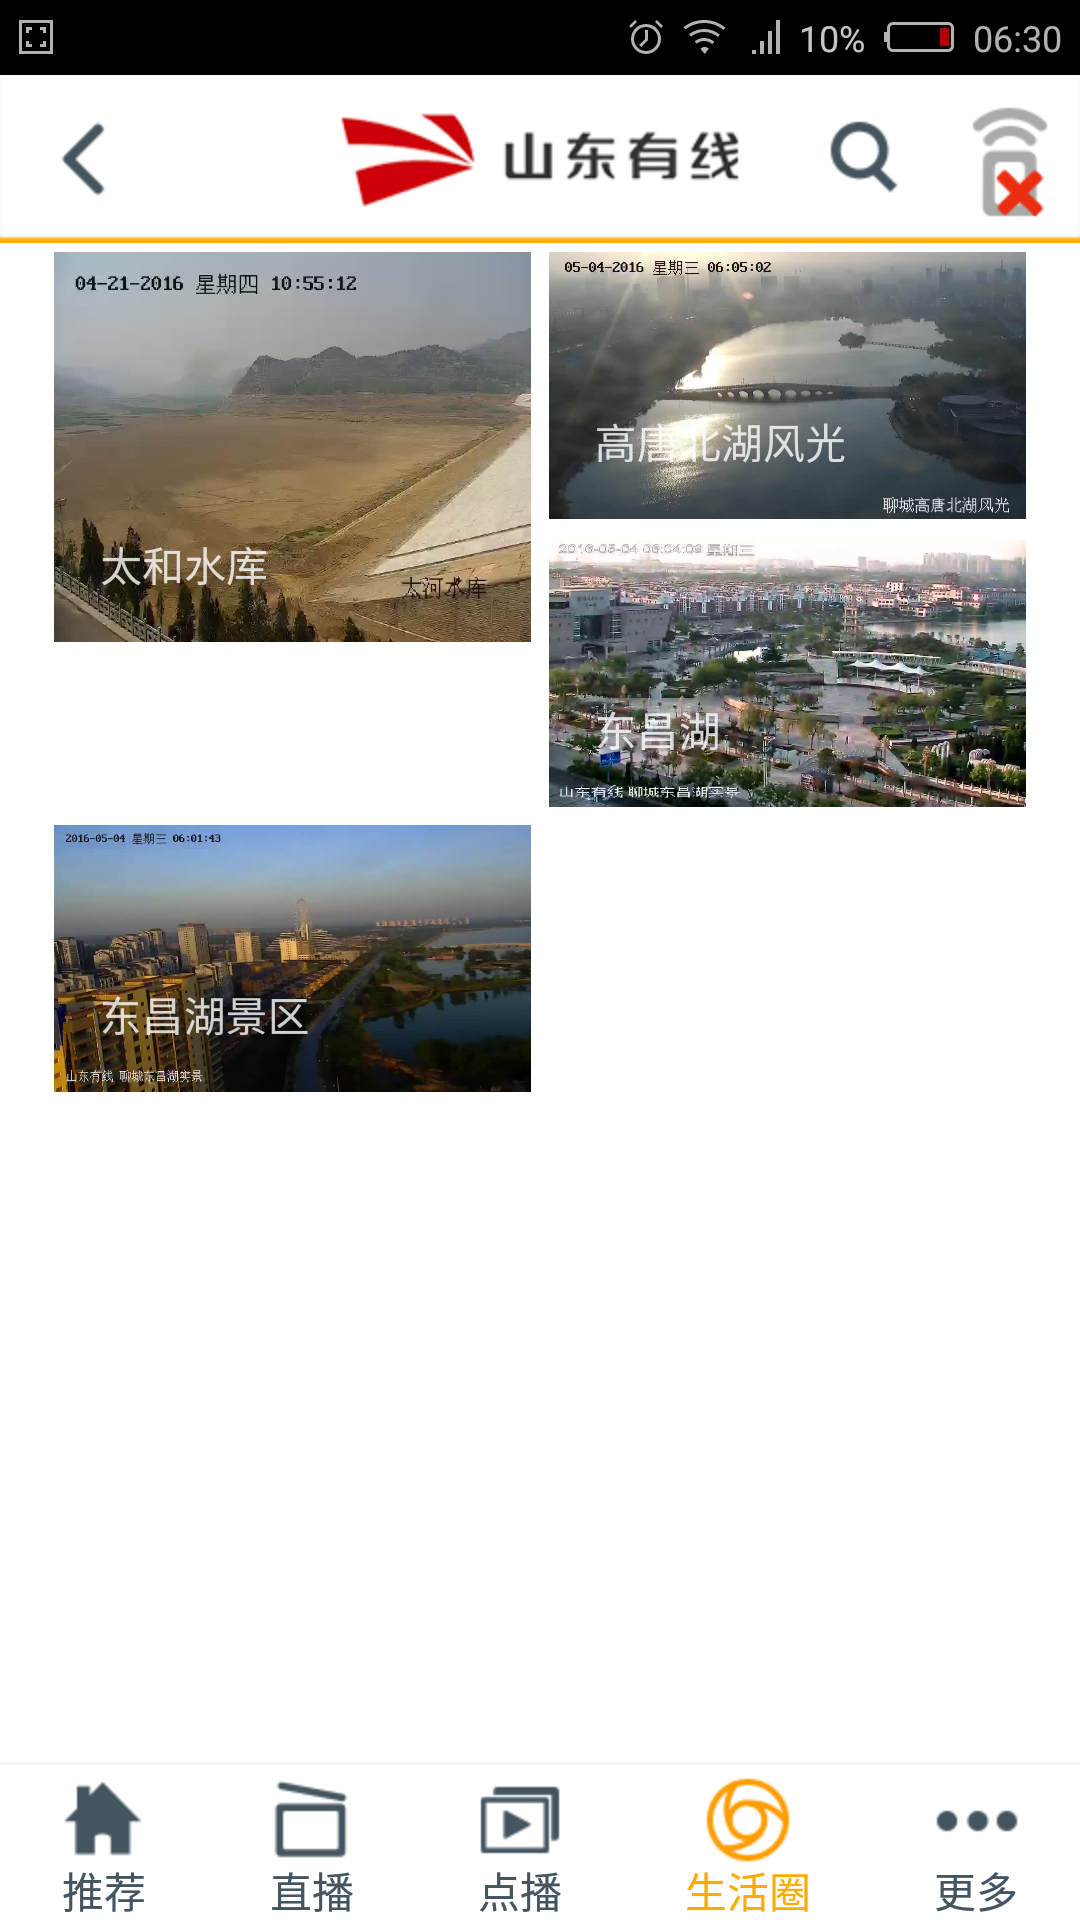 10% 06:30
山东有线
04-21-2016 星期四 10:55:12
太和水库
太河水库
05-04-2016 星期三 06:05:02
高唐北湖风光
聊城高唐北湖风光
2016-05-04 06:04:09 星期三
东昌湖
山东有线 聊城东昌湖实景
2016-05-04 星期三 06:01:43
东昌湖景区
山东有线 聊城东昌湖实景
推荐
直播
点播
生活圈
更多